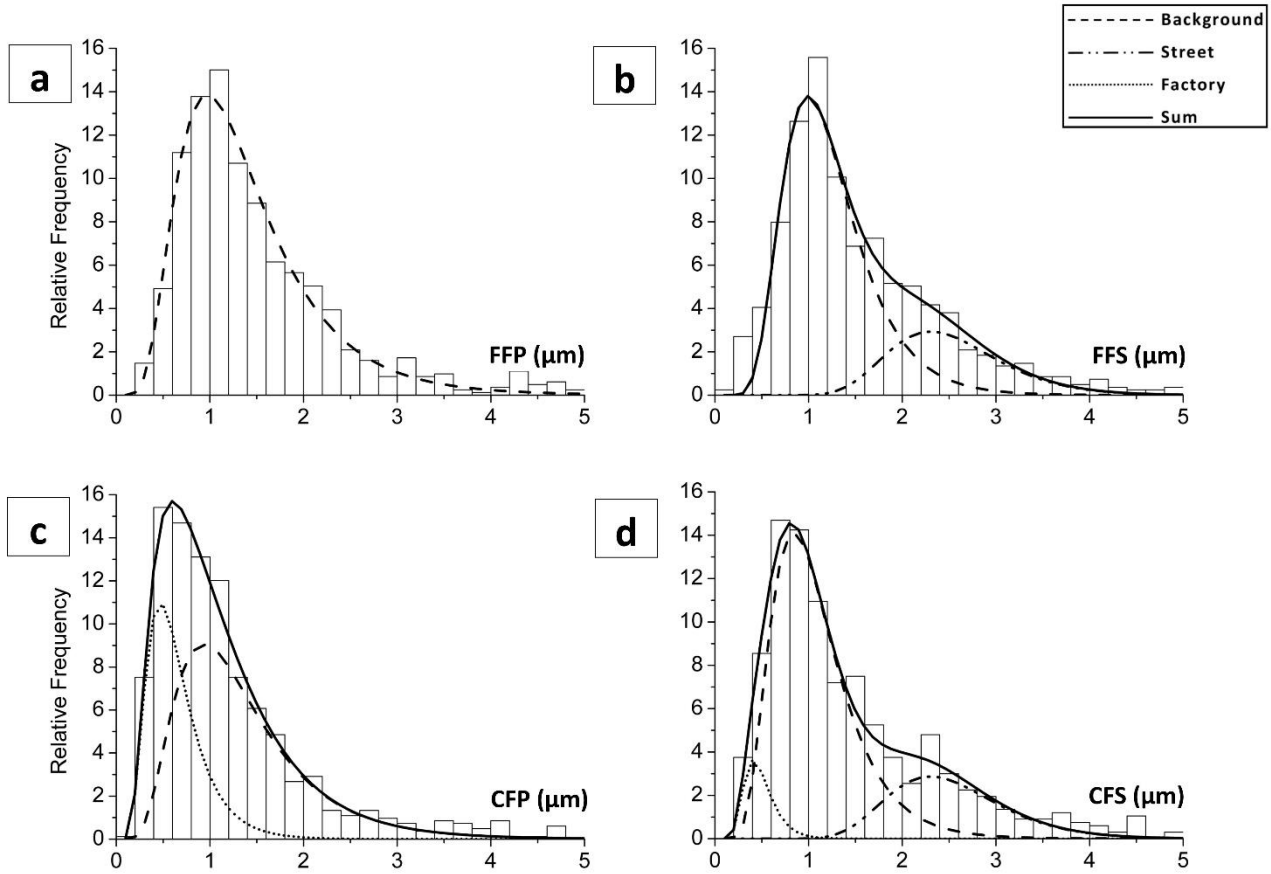 Background
Street
Factory
Sum
a
16
14
12
10
8
6
4
2
0
Relative Frequency
FFP (μm)
0 1 2 3 4 5
b
16
14
12
10
8
6
4
2
0
FFS (μm)
0 1 2 3 4 5
c
16
14
12
10
8
6
4
2
0
Relative Frequency
CFP (μm)
0 1 2 3 4 5
d
16
14
12
10
8
6
4
2
0
CFS (μm)
0 1 2 3 4 5